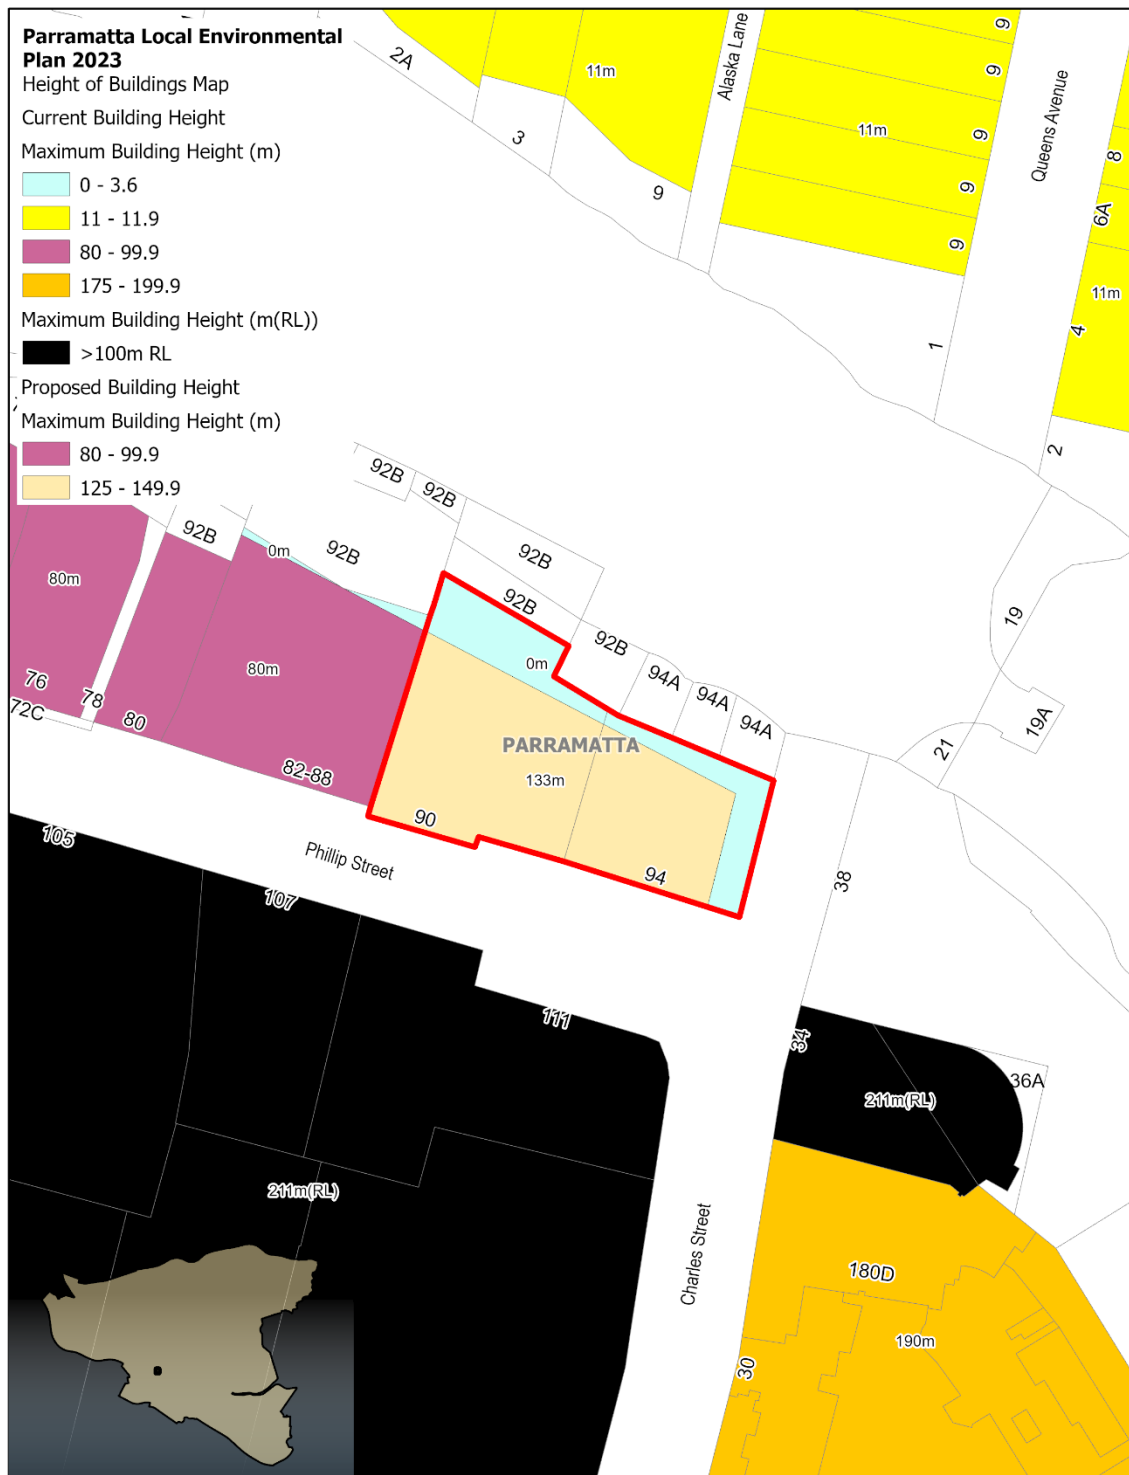 Parramatta Local Environmental
Plan 2023
Height of Buildings Map
Current Building Height
Maximum Building Height (m)
0 - 3.6
11 - 11.9
80 - 99.9
175 - 199.9
Maximum Building Height (m(RL))
>100m RL
Proposed Building Height
Maximum Building Height (m)
80 - 99.9
125 - 149.9
2A
3
9
11m
Alaska Lane
11m
9
9
9
9
9
Queens Avenue
8
6A
11m
4
1
2
92B
92B
92B
92B
92B
92B
92B
94A
94A
94A
0m
0m
80m
80m
76
72C
78
80
82-88
PARRAMATTA
133m
90
94
19
19A
21
38
Phillip Street
105
107
111
34
36A
211m(RL)
211m(RL)
Charles Street
180D
190m
30